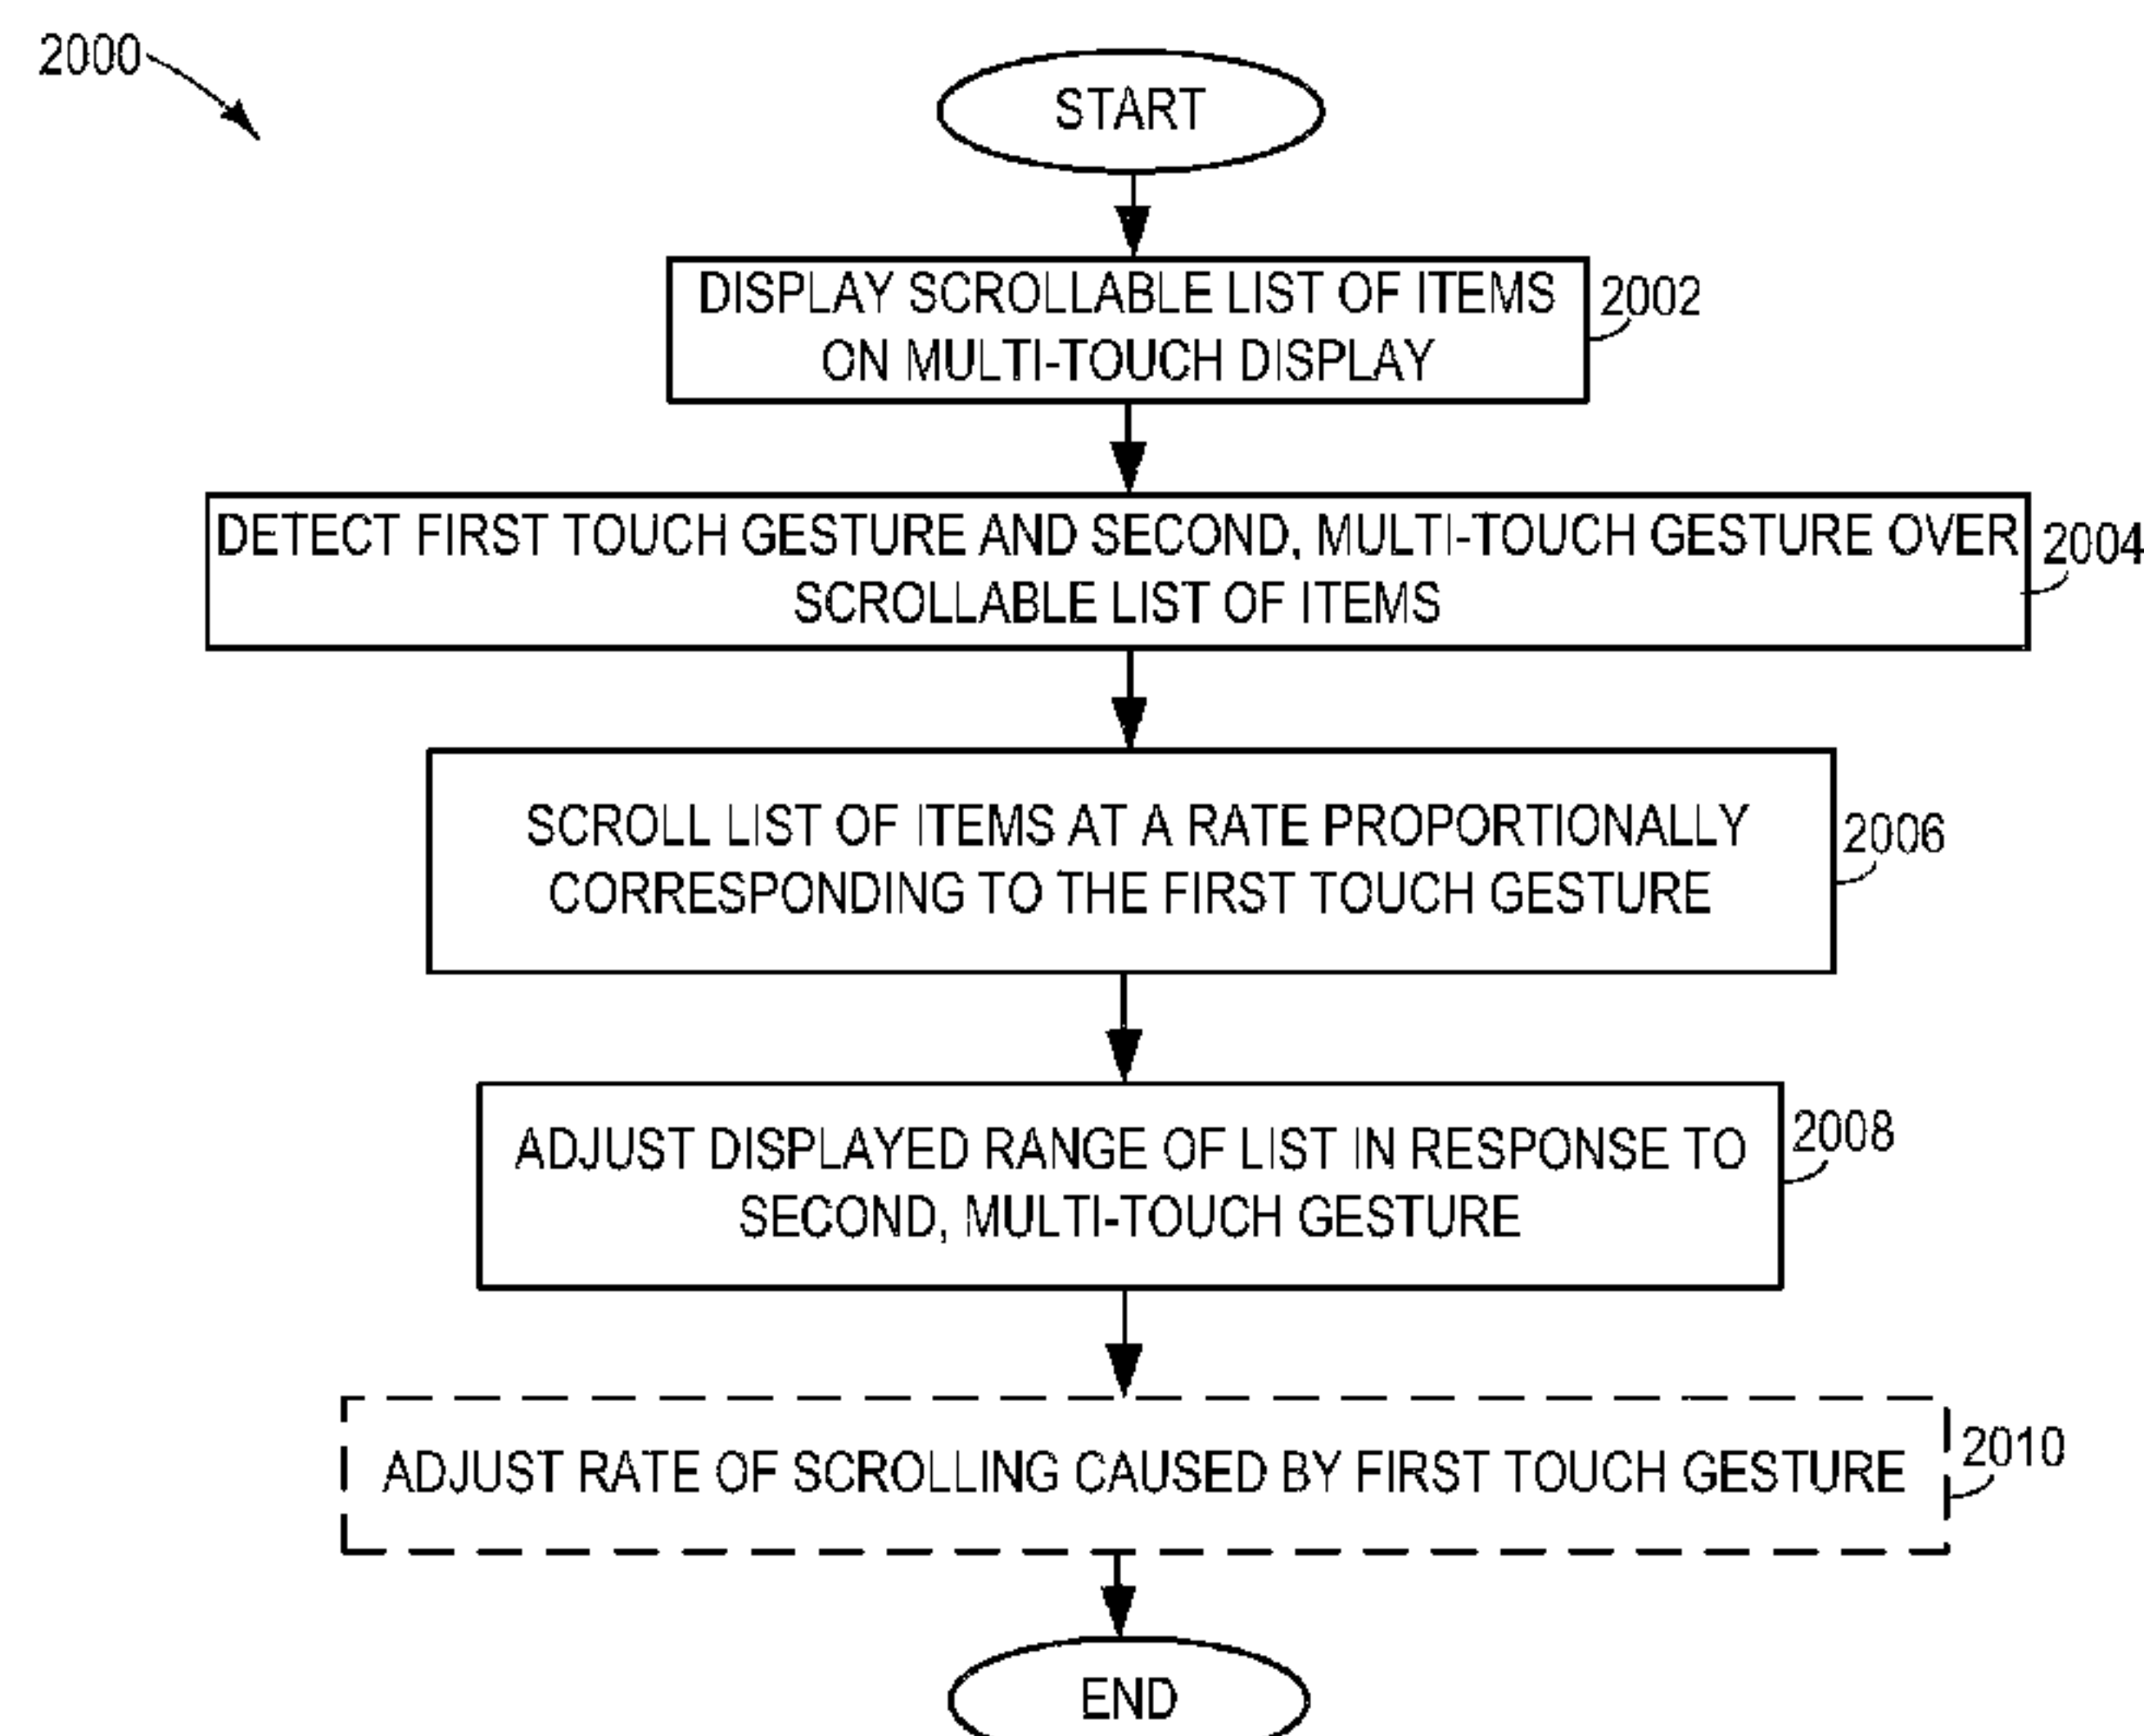 2000
START
DISPLAY SCROLLABLE LIST OF ITEMS
ON MULTI-TOUCH DISPLAY
2002
DETECT FIRST TOUCH GESTURE AND SECOND, MULTI-TOUCH GESTURE OVER
SCROLLABLE LIST OF ITEMS
2004
SCROLL LIST OF ITEMS AT A RATE PROPORTIONALLY
CORRESPONDING TO THE FIRST TOUCH GESTURE
2006
ADJUST DISPLAYED RANGE OF LIST IN RESPONSE TO
SECOND, MULTI-TOUCH GESTURE
2008
ADJUST RATE OF SCROLLING CAUSED BY FIRST TOUCH GESTURE
2010
END